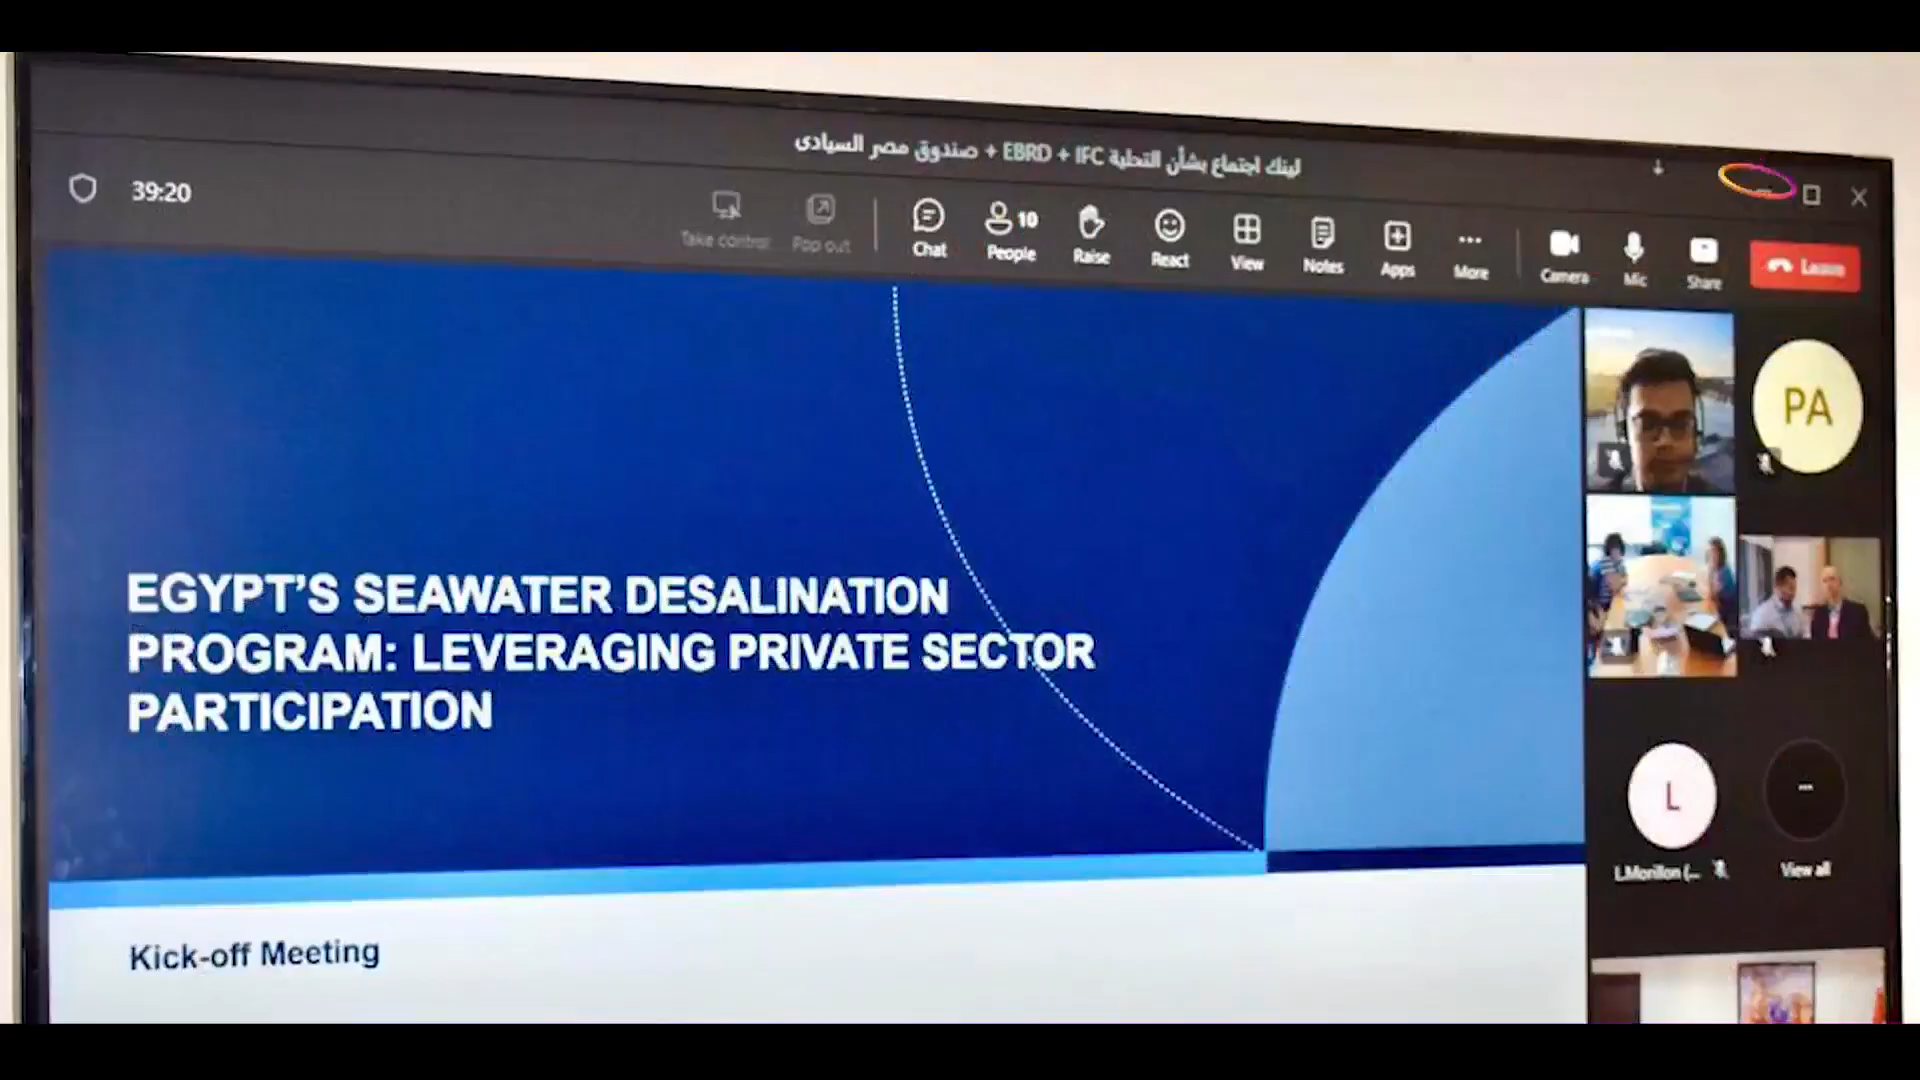 لينك اجتماع بشأن التحلية EBRD + IFC + صندوق مصر السيادى
39:20
Take control
Pop out
Chat
10
People
Raise
React
View
Notes
Apps
More
Camera
Mic
Share
Leave
PA
EGYPT’S SEAWATER DESALINATION
PROGRAM: LEVERAGING PRIVATE SECTOR
PARTICIPATION
L
L.Morillon (...
View all
Kick-off Meeting